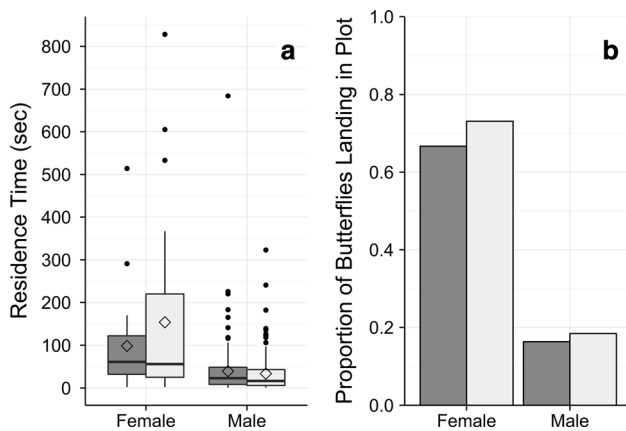 Residence Time (sec)
800
700
600
500
400
300
200
100
0
a
Female
Male
Proportion of Butterflies Landing in Plot
1.0
0.8
0.6
0.4
0.2
0.0
b
Female
Male